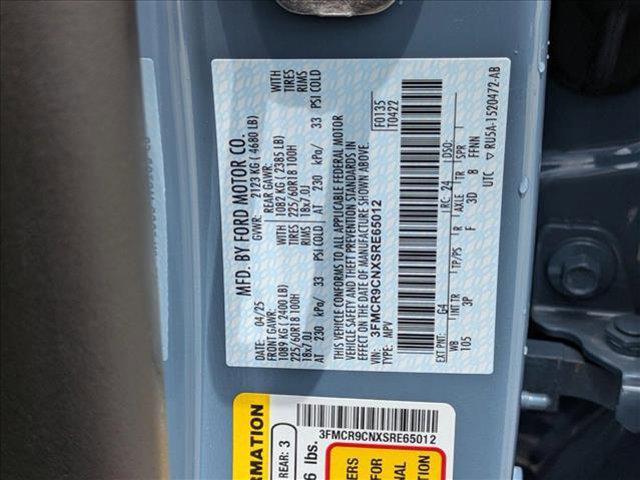 MFD. BY FORD MOTOR CO.
DATE: 04/25
GVWR: 2123 KG ( 4680 LB)
FRONT GAWR:
1089 KG ( 2400 LB)
225/60R18 100H
18x7.0J
AT 230 kPa/ 33 PSI COLD
REAR GAWR:
1082 KG ( 2385 LB)
225/60R18 100H
18x7.0J
AT 230 kPa/ 33 PSI COLD
WITH
TIRES
RIMS
WITH
TIRES
RIMS
THIS VEHICLE CONFORMS TO ALL APPLICABLE FEDERAL MOTOR
VEHICLE SAFETY AND THEFT PREVENTION STANDARDS IN
EFFECT ON THE DATE OF MANUFACTURE SHOWN ABOVE.
VIN: 3FMCR9CNXSRE65012
TYPE: MPV
F0135
T0422
EXT PNT: G4
RC: 24
DSO:
WB
INT TR
TP/PS
R
AXLE
TR
SPR
105
3P
F
3D
8
FFNN
UTC
RU5A-1520472-AB
REAR: 3
lbs.
3FMCR9CNXSRE65012